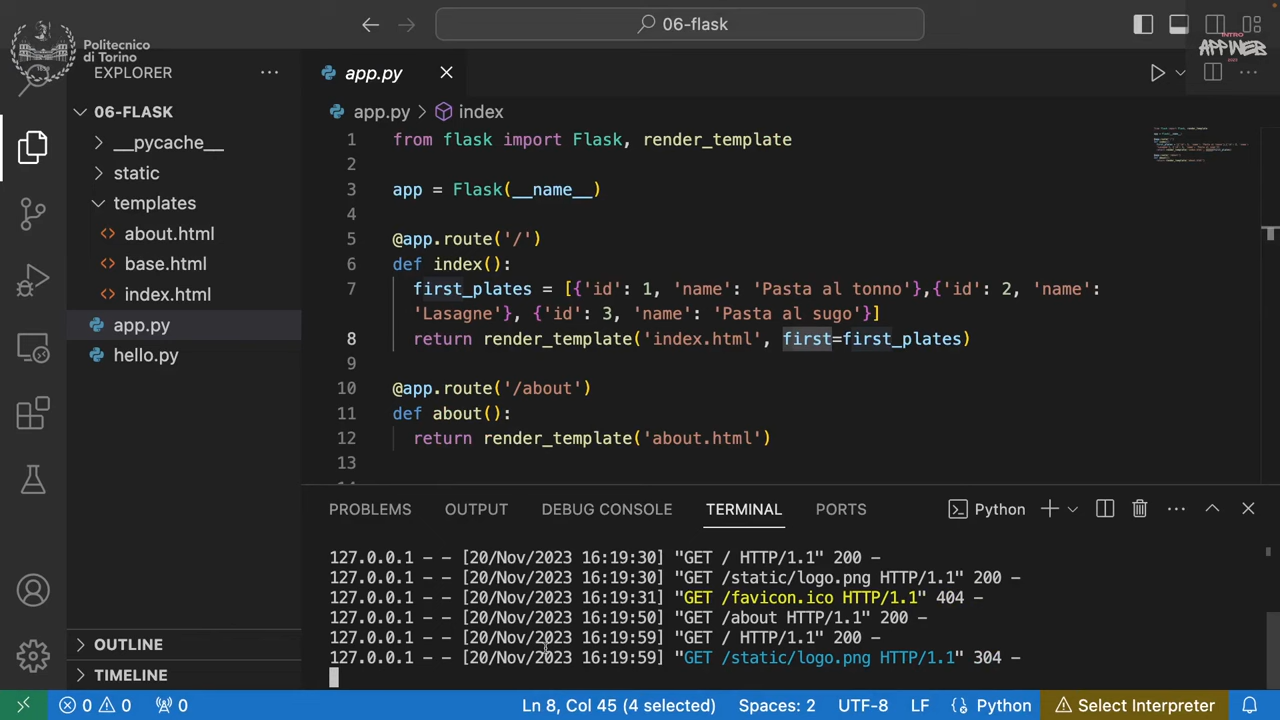 06-flask
Politecnico
di Torino
INTRO
APPWEB
EXPLORER
app.py
06-FLASK
app.py > index
__pycache__
static
templates
about.html
base.html
index.html
app.py
hello.py
OUTLINE
TIMELINE
1 from flask import Flask, render_template
2
3 app = Flask(__name__)
4
5 @app.route('/')
6 def index():
7 first_plates = [{'id': 1, 'name': 'Pasta al tonno'},{'id': 2, 'name':
'Lasagne'}, {'id': 3, 'name': 'Pasta al sugo'}]
8 return render_template('index.html', first=first_plates)
9
10 @app.route('/about')
11 def about():
12 return render_template('about.html')
13
PROBLEMS OUTPUT DEBUG CONSOLE TERMINAL PORTS Python
127.0.0.1 - - [20/Nov/2023 16:19:30] "GET / HTTP/1.1" 200 -
127.0.0.1 - - [20/Nov/2023 16:19:30] "GET /static/logo.png HTTP/1.1" 200 -
127.0.0.1 - - [20/Nov/2023 16:19:31] "GET /favicon.ico HTTP/1.1" 404 -
127.0.0.1 - - [20/Nov/2023 16:19:50] "GET /about HTTP/1.1" 200 -
127.0.0.1 - - [20/Nov/2023 16:19:59] "GET / HTTP/1.1" 200 -
127.0.0.1 - - [20/Nov/2023 16:19:59] "GET /static/logo.png HTTP/1.1" 304 -
0 0 0 Ln 8, Col 45 (4 selected) Spaces: 2 UTF-8 LF Python Select Interpreter